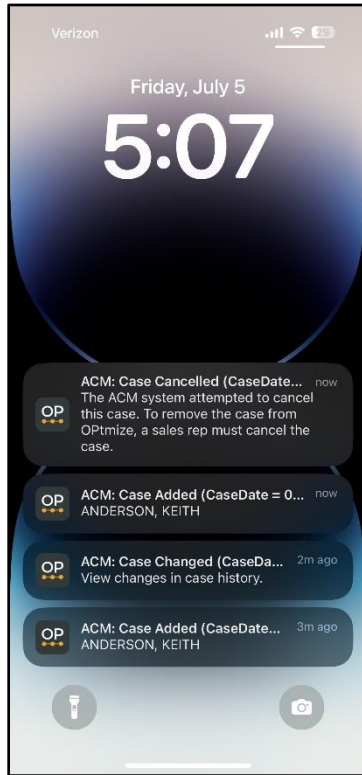 Verizon 29
Friday, July 5
5:07
ACM: Case Cancelled (CaseDate... now
The ACM system attempted to cancel
this case. To remove the case from
OPtmize, a sales rep must cancel the
case.
OP
ACM: Case Added (CaseDate = 0... now
OP
ANDERSON, KEITH
ACM: Case Changed (CaseDa... 2m ago
OP
View changes in case history.
ACM: Case Added (CaseDate... 3m ago
OP
ANDERSON, KEITH